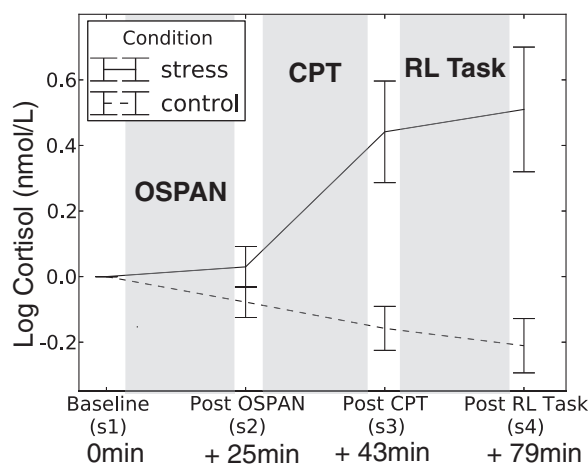 Condition
stress
control
OSPAN
CPT
RL Task
Log Cortisol (nmol/L)
0.6
0.4
0.2
0.0
-0.2
Baseline Post OSPAN Post CPT Post RL Task
(s1) (s2) (s3) (s4)
0min + 25min + 43min + 79min